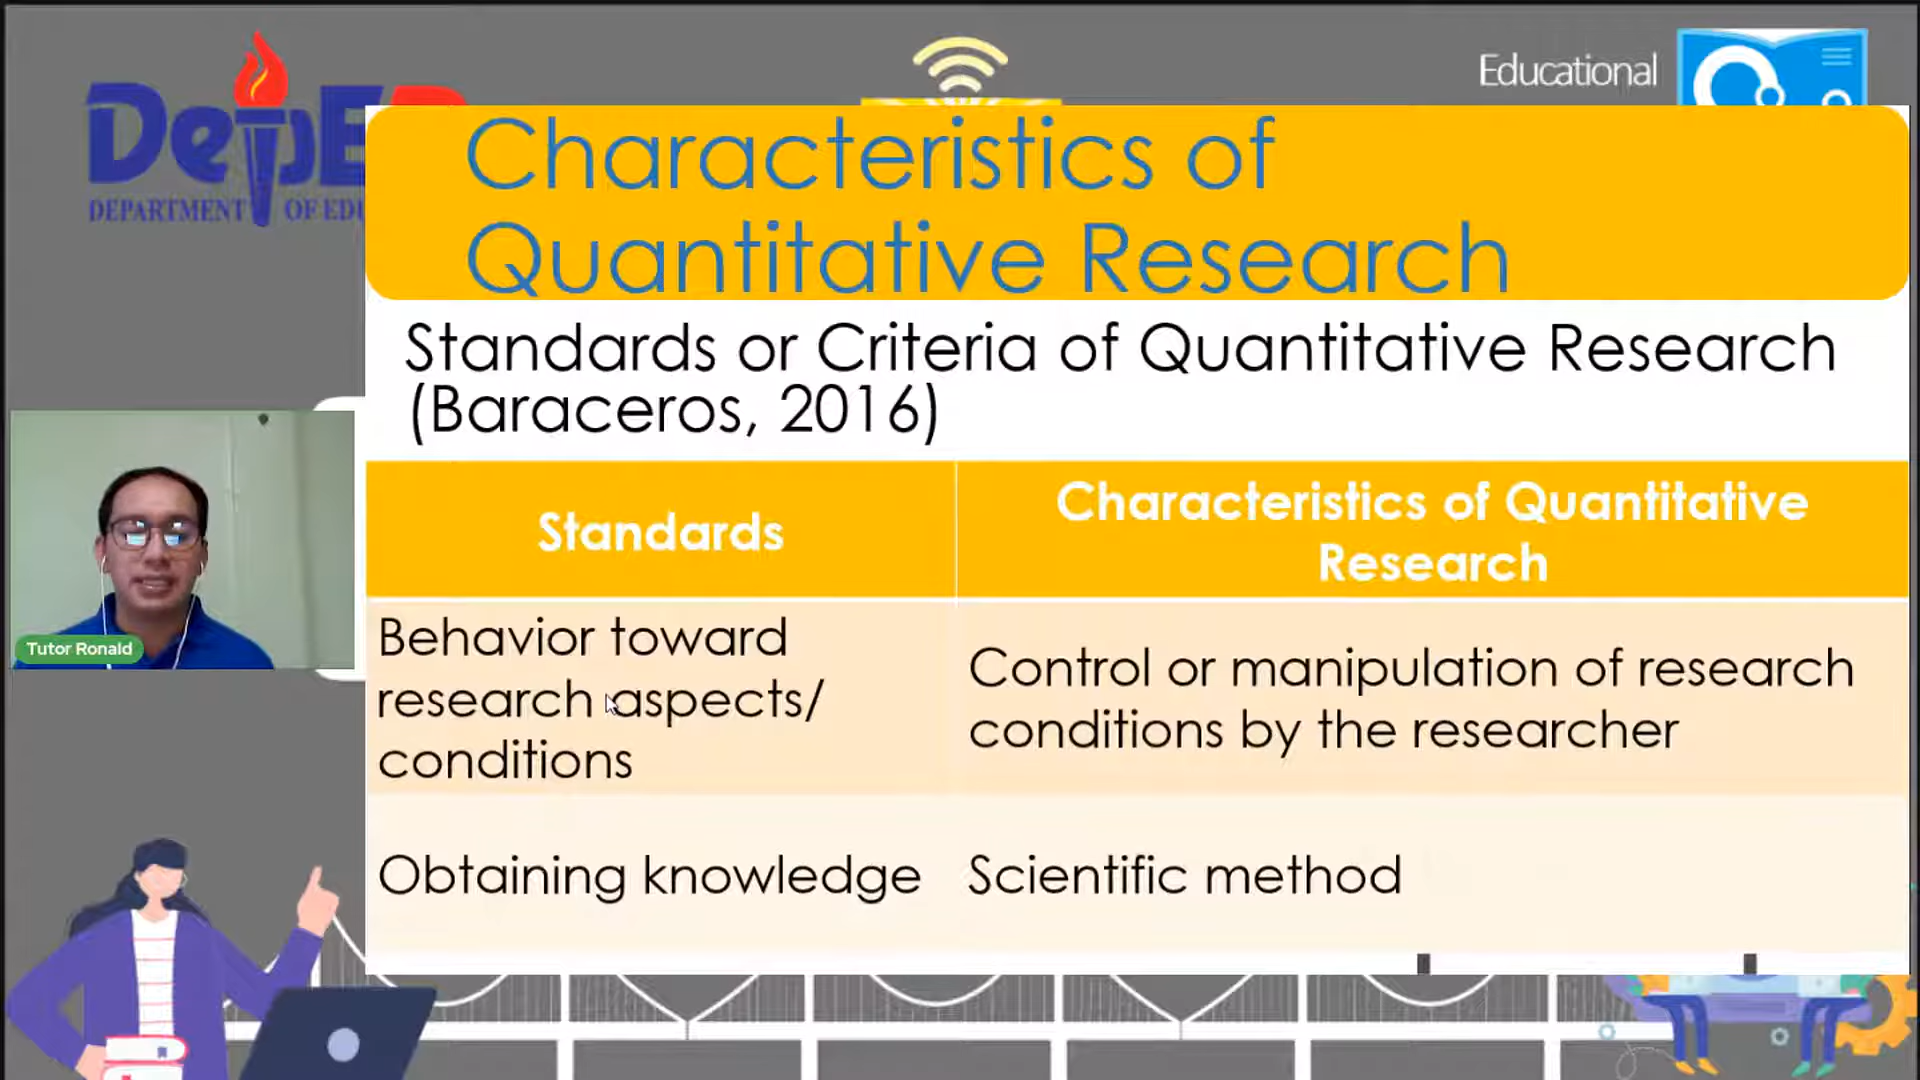 DepE
DEPARTMENT OF EDU
Educational
Characteristics of
Quantitative Research
Standards or Criteria of Quantitative Research
(Baraceros, 2016)
Standards
Characteristics of Quantitative
Research
Behavior toward
research aspects/
conditions
Control or manipulation of research
conditions by the researcher
Obtaining knowledge
Scientific method
Tutor Ronald